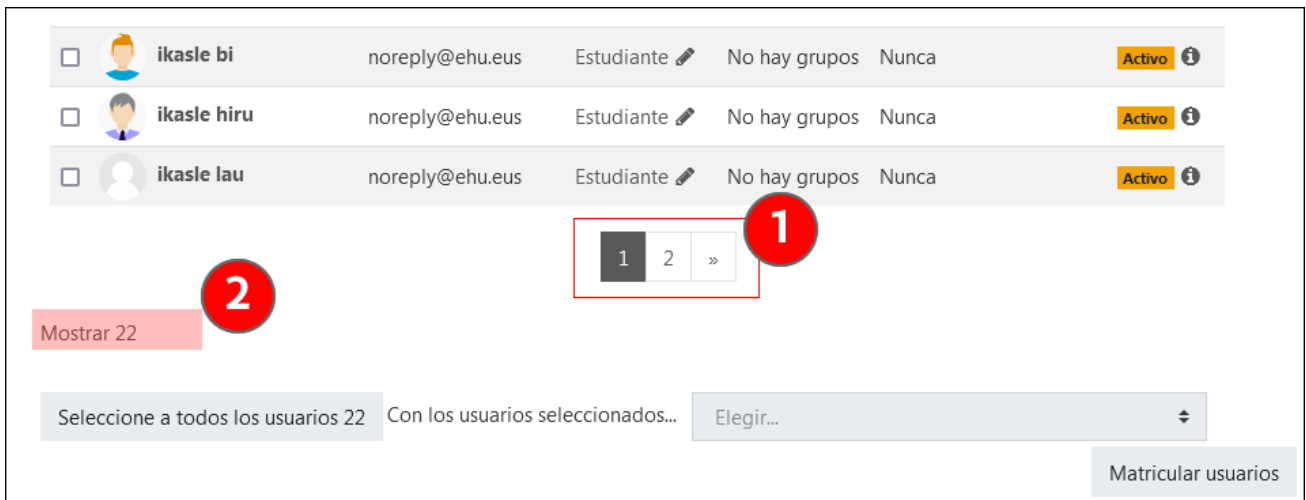 ikasle bi noreply@ehu.eus Estudiante No hay grupos Nunca Activo
ikasle hiru noreply@ehu.eus Estudiante No hay grupos Nunca Activo
ikasle lau noreply@ehu.eus Estudiante No hay grupos Nunca Activo
1
1 2 »
2
Mostrar 22
Seleccione a todos los usuarios 22 Con los usuarios seleccionados... Elegir...
Matricular usuarios